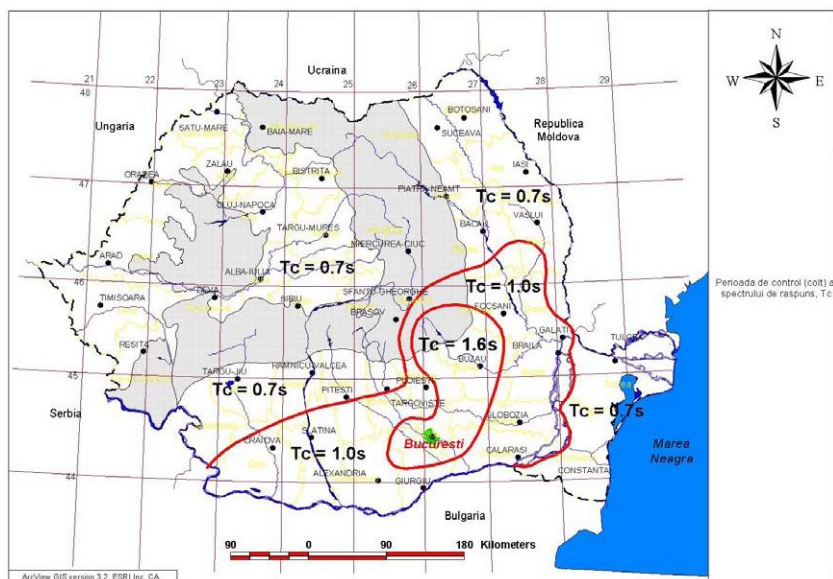 N
W E
S
Ucraina
21 22 23 24 25 26 27 28 29
48
Ungaria
Republica
Moldova
BOTOSANI
SATU-MARE
BAIA-MARE
SUCEAVA
ZALAU
BISTRITA
IASI
ORADEA
PIATRA-NEAMT
47
Tc = 0.7s
CLUJ-NAPOCA
VASLUI
TARGU-MURES
BACAU
MIERCUREA-CIUC
ARAD
ALBA-IULIA
Tc = 0.7s
Tc = 1.0s
46
SFANTU-GHEORGHE
Perioada de control (colt) a
spectrului de raspuns, Tc
TIMISOARA
DEVA
SIBIU
BRASOV
FOCSANI
GALATI
TULCEA
RESITA
Tc = 1.6s
BRAILA
BUZAU
TARGU-JIU
RAMNICU-VALCEA
45
Tc = 0.7s
PITESTI
PLOIESTI
TARGOVISTE
Tc = 0.7s
Serbia
SLOBOZIA
SLATINA
Bucuresti
CRAIOVA
Tc = 1.0s
CALARASI
Marea
Neagra
44
ALEXANDRIA
GIURGIU
CONSTANTA
Bulgaria
90 0 90 180 Kilometers
ArcView GIS version 3.2, ESRI Inc. CA